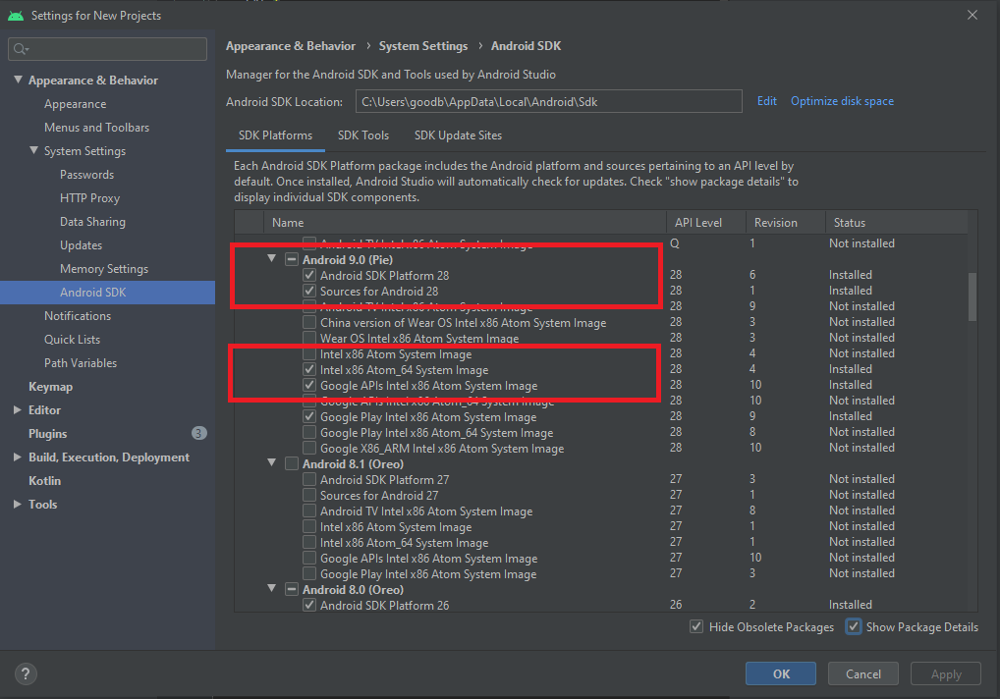 Settings for New Projects
Appearance & Behavior
Appearance
Menus and Toolbars
System Settings
Passwords
HTTP Proxy
Data Sharing
Updates
Memory Settings
Android SDK
Notifications
Quick Lists
Path Variables
Keymap
Editor
Plugins 3
Build, Execution, Deployment
Kotlin
Tools
Appearance & Behavior › System Settings › Android SDK
Manager for the Android SDK and Tools used by Android Studio
Android SDK Location: C:\Users\goodb\AppData\Local\Android\Sdk Edit Optimize disk space
SDK Platforms SDK Tools SDK Update Sites
Each Android SDK Platform package includes the Android platform and sources pertaining to an API level by
default. Once installed, Android Studio will automatically check for updates. Check "show package details" to
display individual SDK components.
Name API Level Revision Status
Android TV Intel x86 Atom System Image Q 1 Not installed
Android 9.0 (Pie)
Android SDK Platform 28 28 6 Installed
Sources for Android 28 28 1 Installed
Android TV Intel x86 Atom System Image 28 9 Not installed
China version of Wear OS Intel x86 Atom System Image 28 3 Not installed
Wear OS Intel x86 Atom System Image 28 3 Not installed
Intel x86 Atom System Image 28 4 Not installed
Intel x86 Atom_64 System Image 28 4 Installed
Google APIs Intel x86 Atom System Image 28 10 Installed
Google APIs Intel x86 Atom_64 System Image 28 10 Not installed
Google Play Intel x86 Atom System Image 28 9 Installed
Google Play Intel x86 Atom_64 System Image 28 8 Not installed
Google X86_ARM Intel x86 Atom System Image 28 10 Not installed
Android 8.1 (Oreo)
Android SDK Platform 27 27 3 Not installed
Sources for Android 27 27 1 Not installed
Android TV Intel x86 Atom System Image 27 8 Not installed
Intel x86 Atom System Image 27 1 Not installed
Intel x86 Atom_64 System Image 27 1 Not installed
Google APIs Intel x86 Atom System Image 27 10 Not installed
Google Play Intel x86 Atom System Image 27 3 Not installed
Android 8.0 (Oreo)
Android SDK Platform 26 26 2 Installed
Hide Obsolete Packages Show Package Details
? OK Cancel Apply